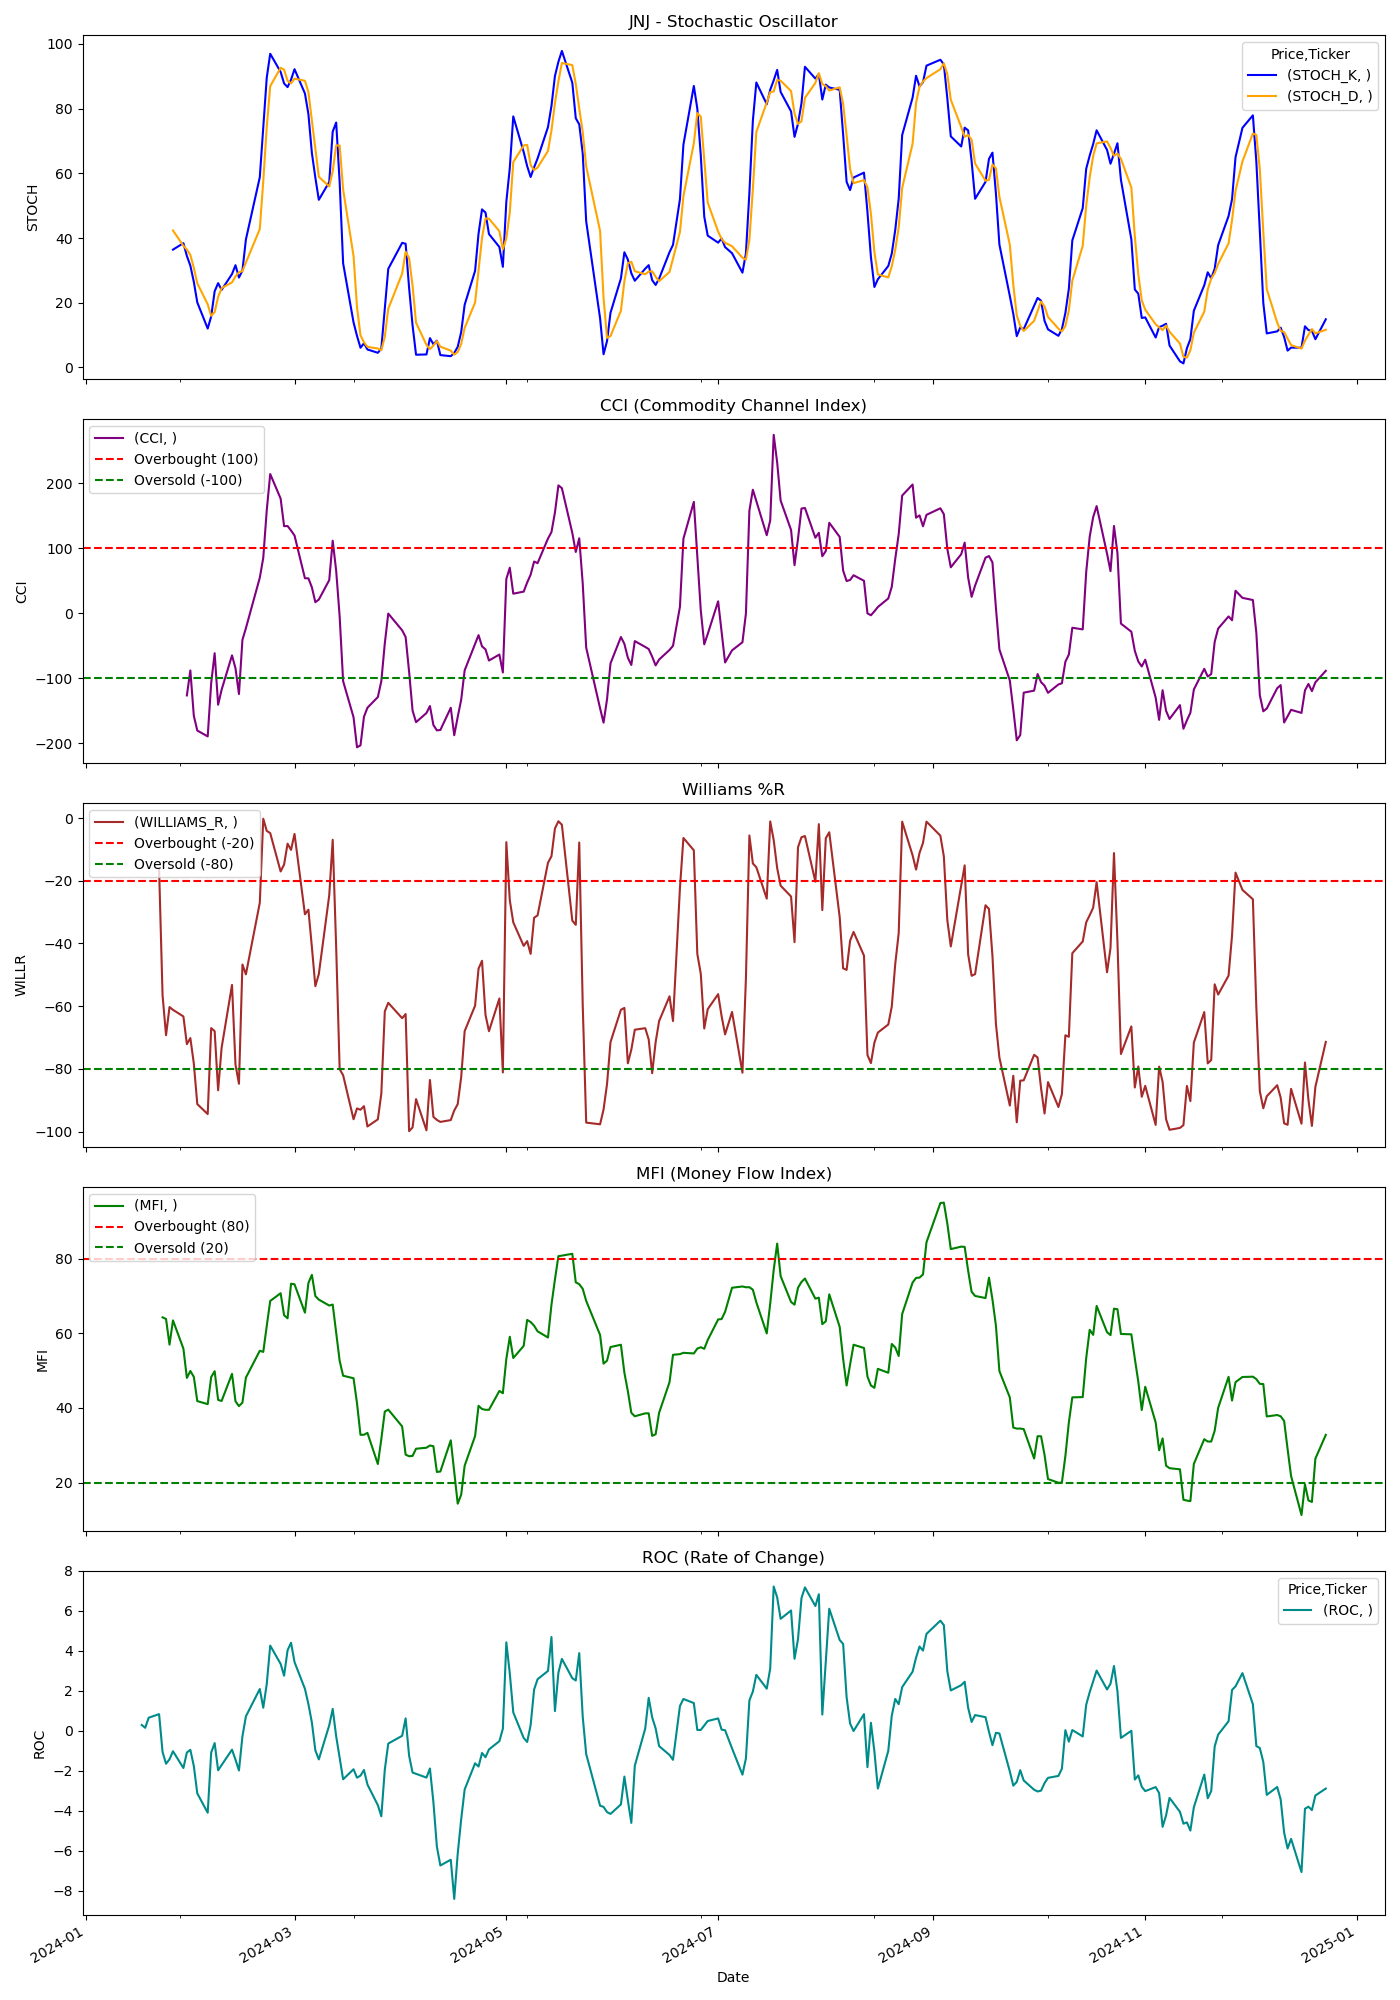 JNJ - Stochastic Oscillator
100
80
60
40
20
0
STOCH
Price,Ticker
(STOCH_K, )
(STOCH_D, )
CCI (Commodity Channel Index)
200
100
0
−100
−200
CCI
(CCI, )
Overbought (100)
Oversold (-100)
Williams %R
0
−20
−40
−60
−80
−100
WILLR
(WILLIAMS_R, )
Overbought (-20)
Oversold (-80)
MFI (Money Flow Index)
80
60
40
20
MFI
(MFI, )
Overbought (80)
Oversold (20)
ROC (Rate of Change)
8
6
4
2
0
−2
−4
−6
−8
ROC
Price,Ticker
(ROC, )
2024-01
2024-03
2024-05
2024-07
2024-09
2024-11
2025-01
Date